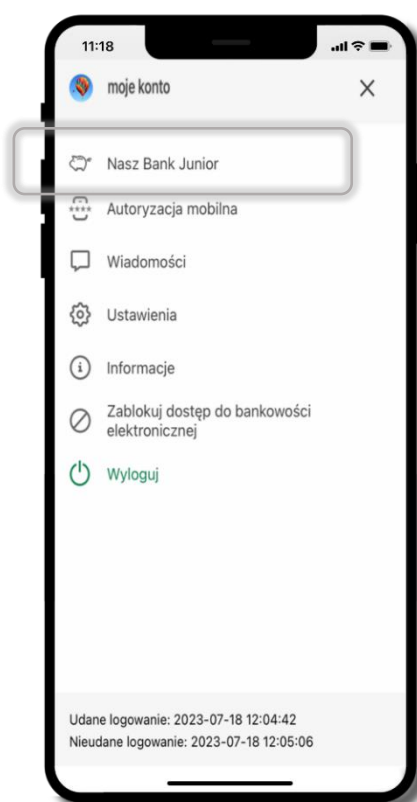 11:18
moje konto
Nasz Bank Junior
Autoryzacja mobilna
Wiadomości
Ustawienia
Informacje
Zablokuj dostęp do bankowości
elektronicznej
Wyloguj
Udane logowanie: 2023-07-18 12:04:42
Nieudane logowanie: 2023-07-18 12:05:06